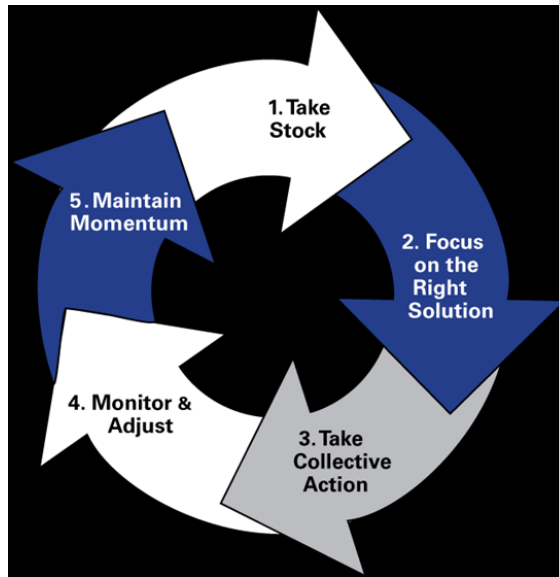 1. Take
Stock
2. Focus
on the
Right
Solution
3. Take
Collective
Action
4. Monitor &
Adjust
5. Maintain
Momentum